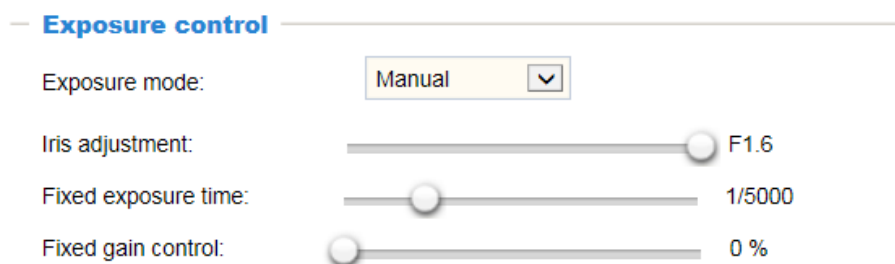 Exposure control
Exposure mode: Manual
Iris adjustment: F1.6
Fixed exposure time: 1/5000
Fixed gain control: 0 %